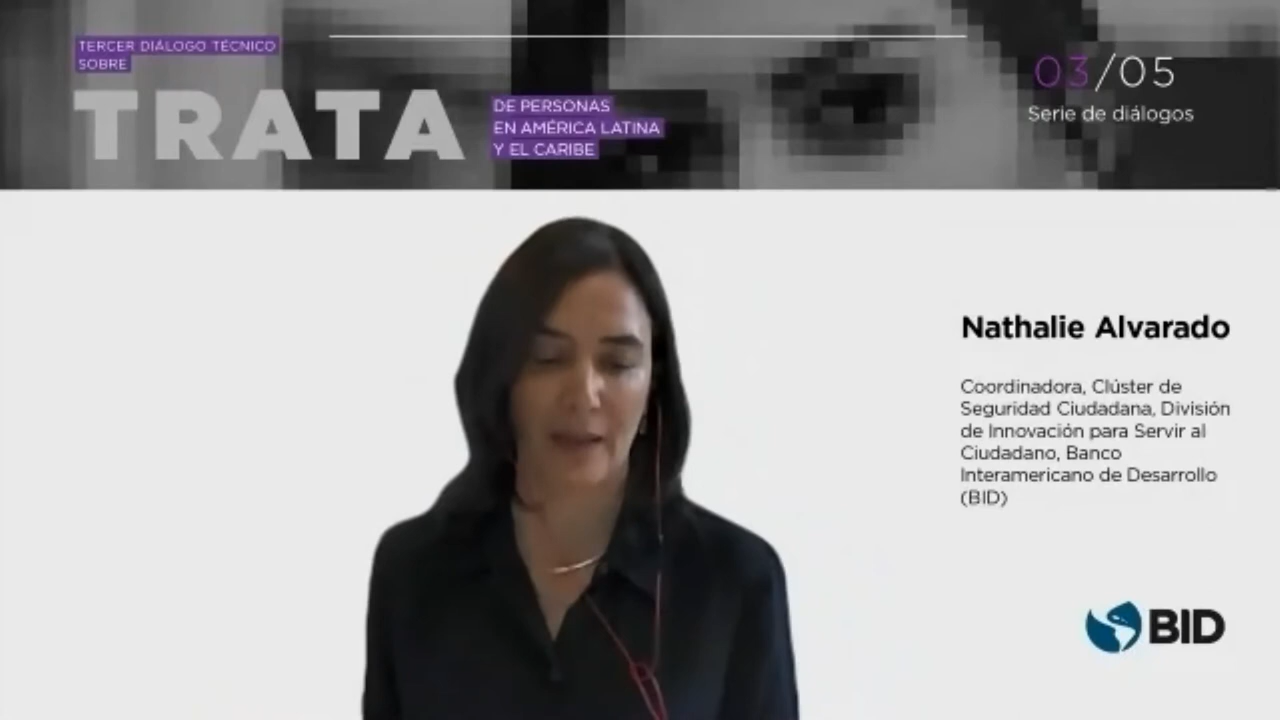 TERCER DIÁLOGO TÉCNICO
SOBRE
TRATA
DE PERSONAS
EN AMÉRICA LATINA
Y EL CARIBE
03/05
Serie de diálogos
Nathalie Alvarado
Coordinadora, Clúster de
Seguridad Ciudadana, División
de Innovación para Servir al
Ciudadano, Banco
Interamericano de Desarrollo
(BID)
BID